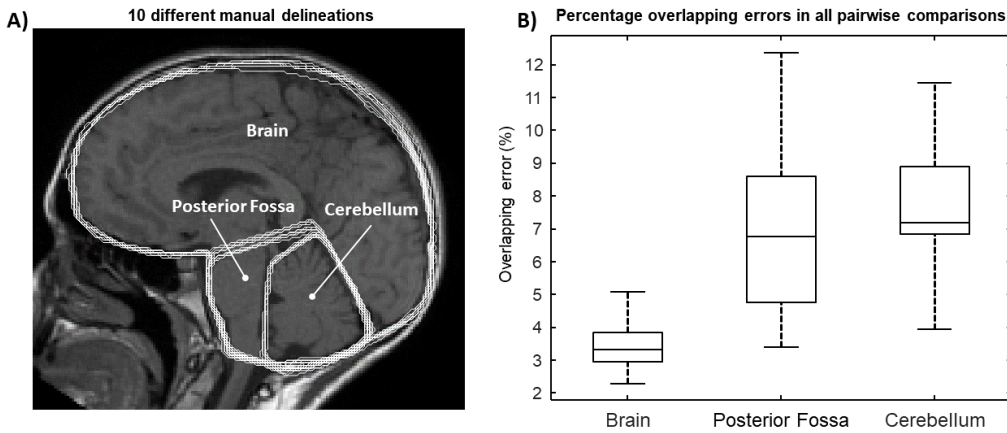 A)
10 different manual delineations
Brain
Posterior Fossa
Cerebellum
B)
Percentage overlapping errors in all pairwise comparisons
Overlapping error (%)
12
11
10
9
8
7
6
5
4
3
2
Brain
Posterior Fossa
Cerebellum